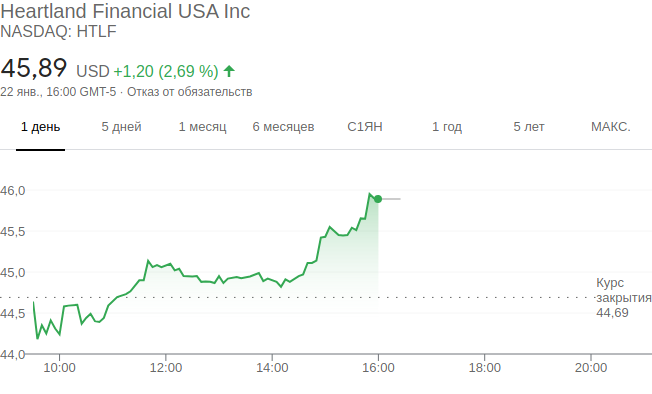 Heartland Financial USA Inc
NASDAQ: HTLF
45,89 USD +1,20 (2,69 %)
22 янв., 16:00 GMT-5 · Отказ от обязательств
1 день 5 дней 1 месяц 6 месяцев С1ЯН 1 год 5 лет МАКС.
46,0
45,5
45,0
Курс
закрытия
44,69
44,5
44,0
10:00 12:00 14:00 16:00 18:00 20:00